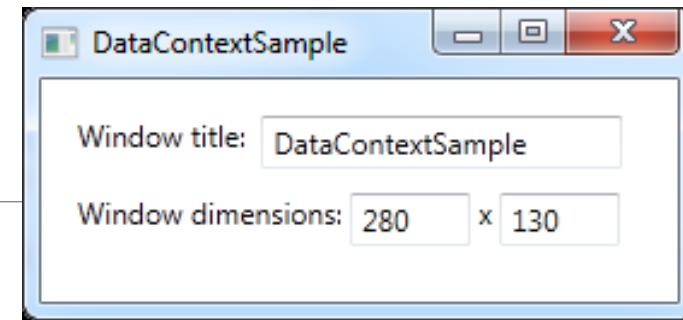 DataContextSample
Window title: DataContextSample
Window dimensions: 280 x 130